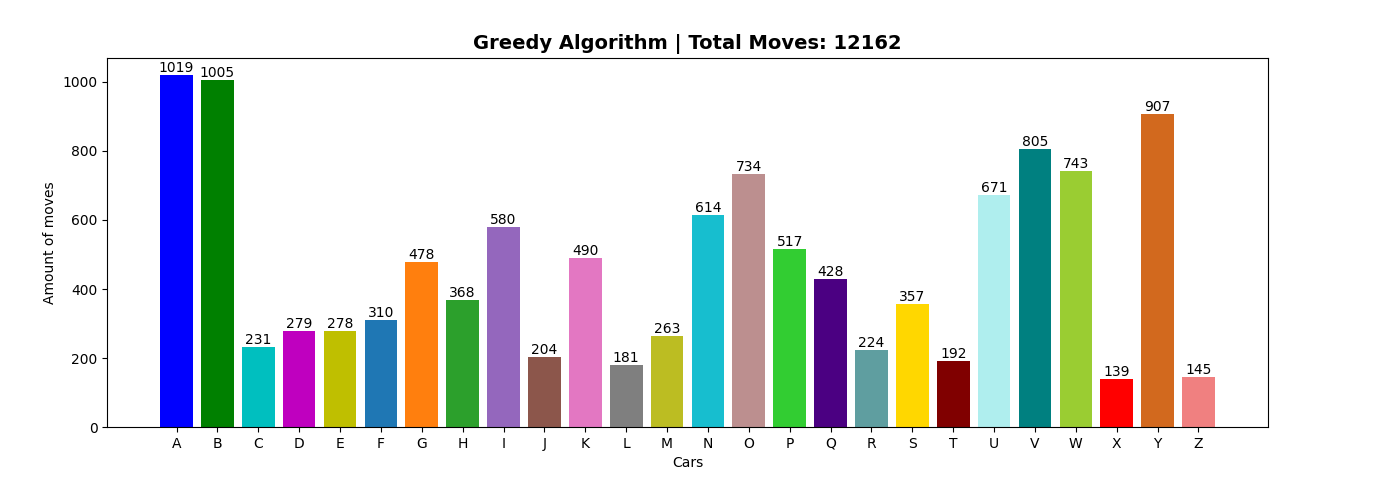 Greedy Algorithm | Total Moves: 12162
Amount of moves
1000
800
600
400
200
0
1019 1005 231 279 278 310 478 368 580 204 490 181 263 614 734 517 428 224 357 192 671 805 743 139 907 145
A B C D E F G H I J K L M N O P Q R S T U V W X Y Z
Cars